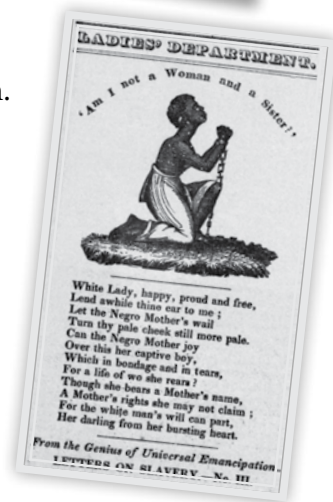 LADIES' DEPARTMENT.
'Am I not a Woman and a Sister?'
White Lady, happy, proud and free,
Lend awhile thine ear to me ;
Let the Negro Mother's wail
Turn thy pale cheek still more pale.
Can the Negro Mother joy
Over this her captive boy,
Which in bondage and in tears,
For a life of wo she rears ?
Though she bears a Mother's name,
A Mother's rights she may not claim ;
For the white man's will can part,
Her darling from her bursting heart.
From the Genius of Universal Emancipation.
LETTERS ON SLAVERY.—No. III.